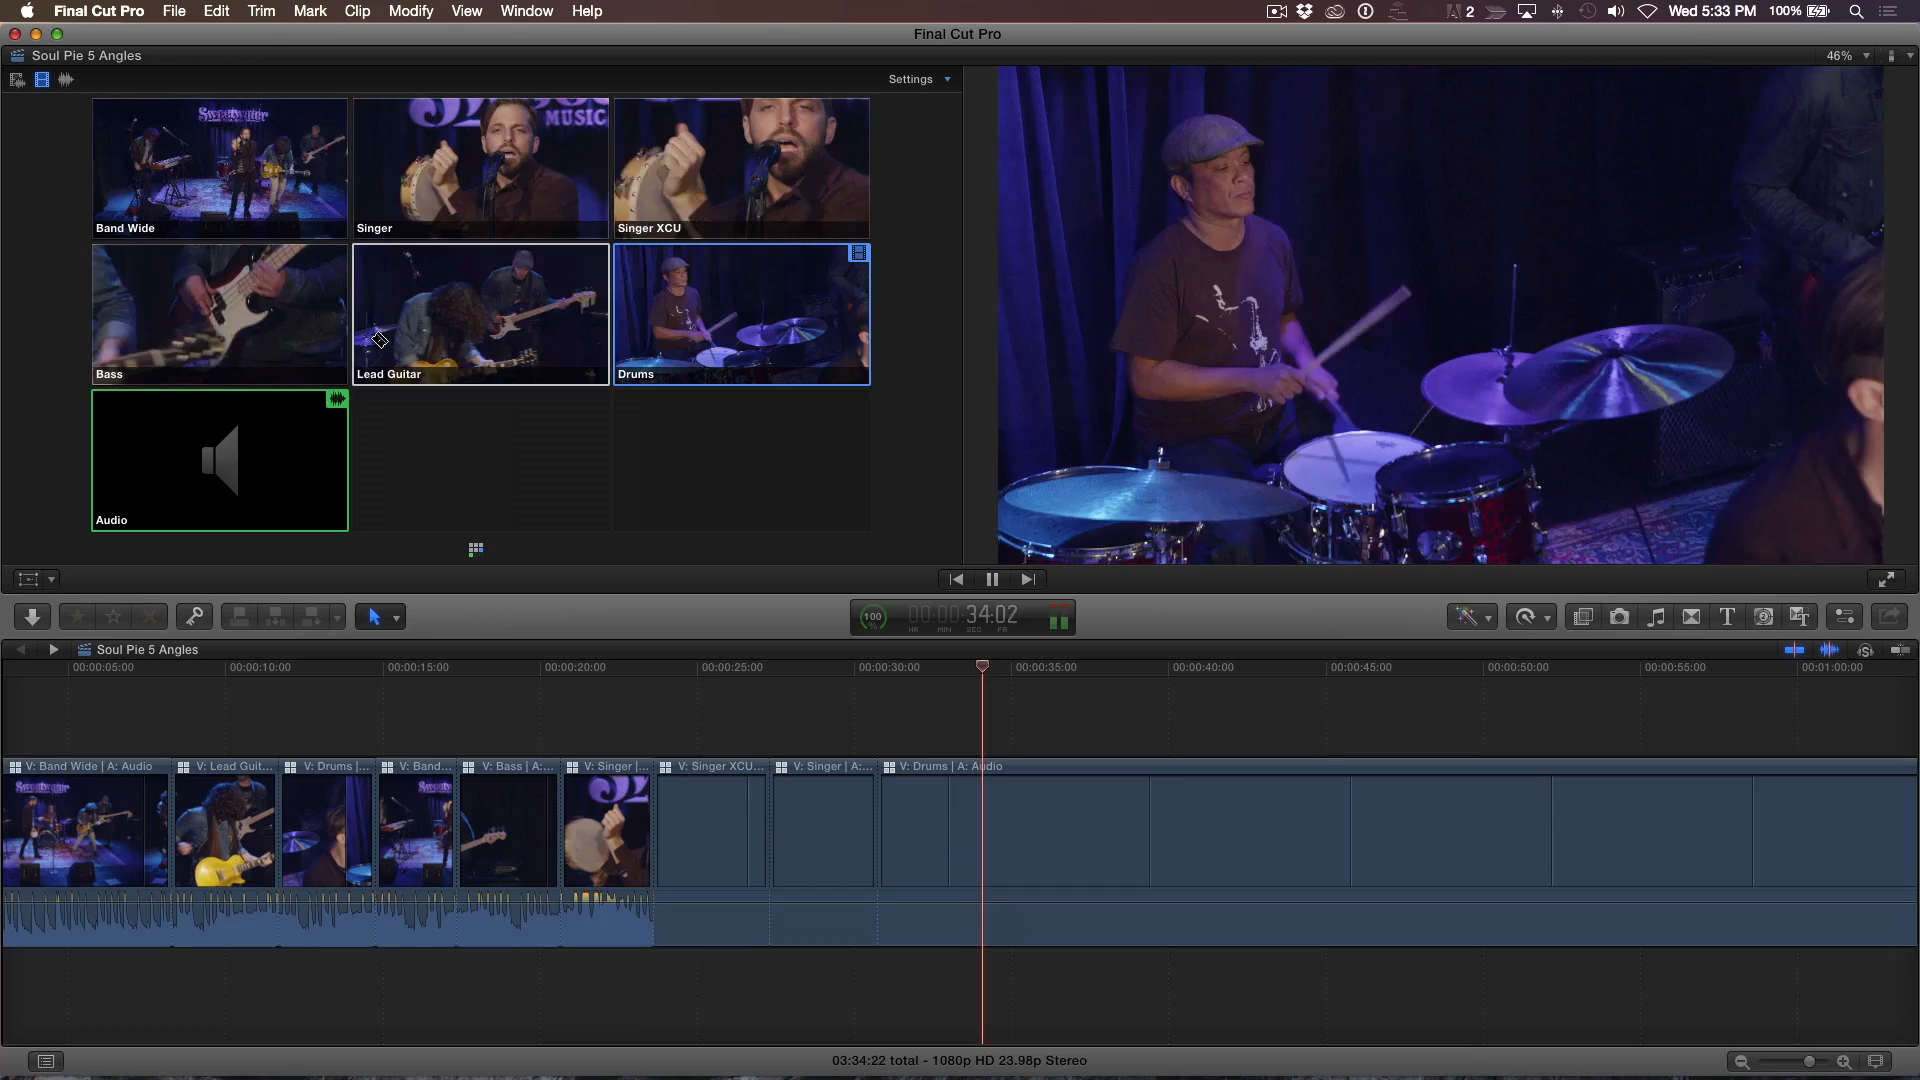 Final Cut Pro File Edit Trim Mark Clip Modify View Window Help
2 Wed 5:33 PM 100%
Final Cut Pro
Soul Pie 5 Angles
46%
Settings
Sweetwater
MUSIC
Band Wide
Singer
Singer XCU
Bass
Lead Guitar
Drums
Audio
100
%
00:00:34:02
HR MIN SEC FR
Soul Pie 5 Angles
00:00:05:00 00:00:10:00 00:00:15:00 00:00:20:00 00:00:25:00 00:00:30:00 00:00:35:00 00:00:40:00 00:00:45:00 00:00:50:00 00:00:55:00 00:01:00:00
V: Band Wide | A: Audio
V: Lead Guit...
V: Drums |...
V: Band...
V: Bass | A:...
V: Singer |...
V: Singer XCU...
V: Singer | A:...
V: Drums | A: Audio
03:34:22 total - 1080p HD 23.98p Stereo